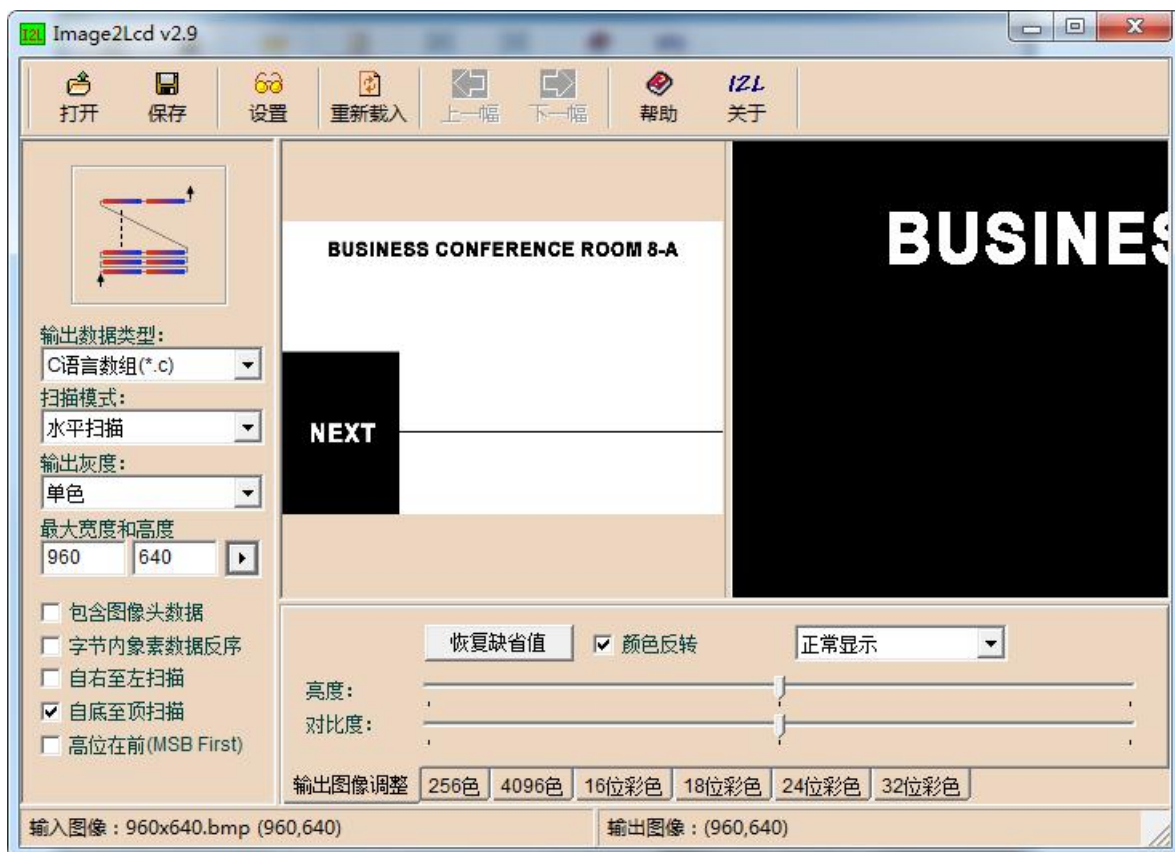 I2L Image2Lcd v2.9
打开 保存 设置 重新载入 上一幅 下一幅 帮助 I2L 关于
输出数据类型:
C语言数组(*.c)
扫描模式:
水平扫描
输出灰度:
单色
最大宽度和高度
960 640
包含图像头数据
字节内象素数据反序
自右至左扫描
自底至顶扫描
高位在前(MSB First)
BUSINESS CONFERENCE ROOM 8-A
NEXT
BUSINES
恢复缺省值 颜色反转 正常显示
亮度:
对比度:
输出图像调整 256色 4096色 16位彩色 18位彩色 24位彩色 32位彩色
输入图像：960x640.bmp (960,640) 输出图像：(960,640)